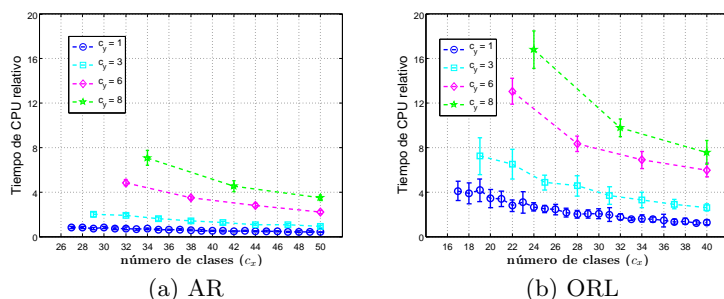 20
16
12
8
4
0
Tiempo de CPU relativo
c_y = 1
c_y = 3
c_y = 6
c_y = 8
26 28 30 32 34 36 38 40 42 44 46 48 50
número de clases (c_x)
(a) AR
20
16
12
8
4
0
Tiempo de CPU relativo
c_y = 1
c_y = 3
c_y = 6
c_y = 8
16 18 20 22 24 26 28 30 32 34 36 38 40
número de clases (c_x)
(b) ORL